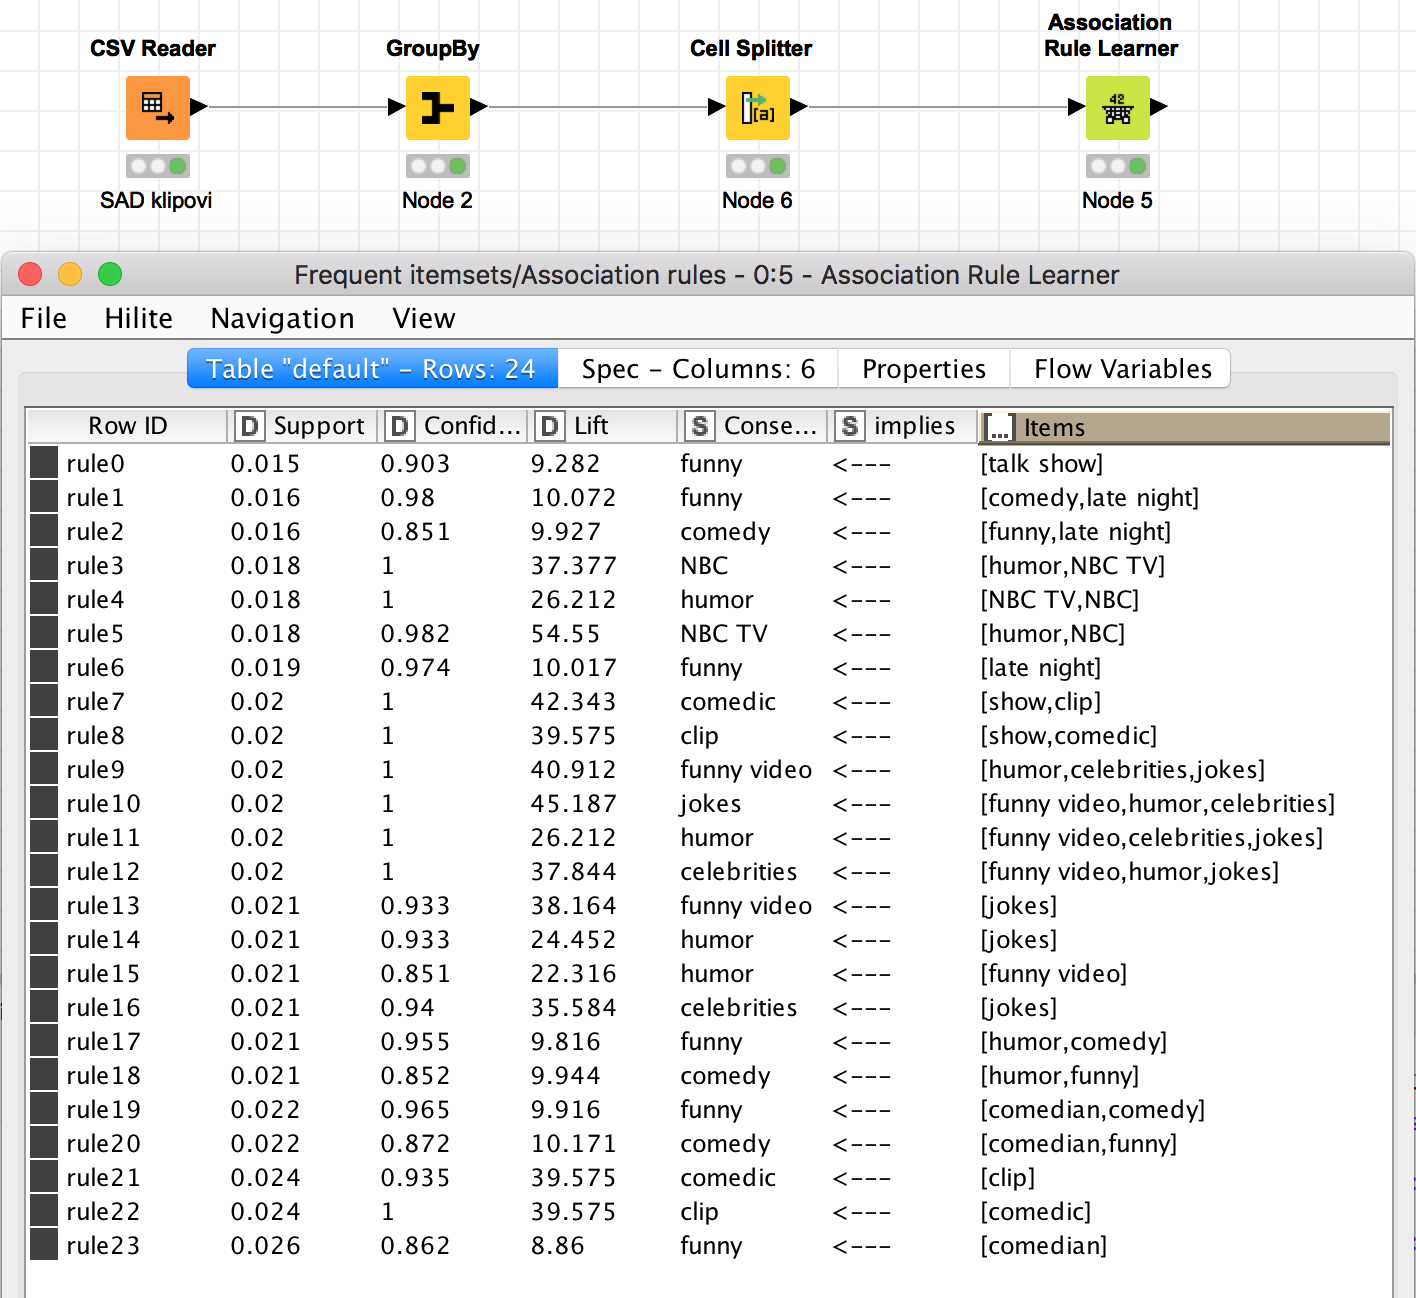 CSV Reader
GroupBy
Cell Splitter
Association
Rule Learner
[a]
42
SAD klipovi
Node 2
Node 6
Node 5
Frequent itemsets/Association rules - 0:5 - Association Rule Learner
File Hilite Navigation View
Table "default" - Rows: 24 Spec - Columns: 6 Properties Flow Variables
Row ID D Support D Confid... D Lift S Conse... S implies [...] Items
rule0 0.015 0.903 9.282 funny <--- [talk show]
rule1 0.016 0.98 10.072 funny <--- [comedy,late night]
rule2 0.016 0.851 9.927 comedy <--- [funny,late night]
rule3 0.018 1 37.377 NBC <--- [humor,NBC TV]
rule4 0.018 1 26.212 humor <--- [NBC TV,NBC]
rule5 0.018 0.982 54.55 NBC TV <--- [humor,NBC]
rule6 0.019 0.974 10.017 funny <--- [late night]
rule7 0.02 1 42.343 comedic <--- [show,clip]
rule8 0.02 1 39.575 clip <--- [show,comedic]
rule9 0.02 1 40.912 funny video <--- [humor,celebrities,jokes]
rule10 0.02 1 45.187 jokes <--- [funny video,humor,celebrities]
rule11 0.02 1 26.212 humor <--- [funny video,celebrities,jokes]
rule12 0.02 1 37.844 celebrities <--- [funny video,humor,jokes]
rule13 0.021 0.933 38.164 funny video <--- [jokes]
rule14 0.021 0.933 24.452 humor <--- [jokes]
rule15 0.021 0.851 22.316 humor <--- [funny video]
rule16 0.021 0.94 35.584 celebrities <--- [jokes]
rule17 0.021 0.955 9.816 funny <--- [humor,comedy]
rule18 0.021 0.852 9.944 comedy <--- [humor,funny]
rule19 0.022 0.965 9.916 funny <--- [comedian,comedy]
rule20 0.022 0.872 10.171 comedy <--- [comedian,funny]
rule21 0.024 0.935 39.575 comedic <--- [clip]
rule22 0.024 1 39.575 clip <--- [comedic]
rule23 0.026 0.862 8.86 funny <--- [comedian]